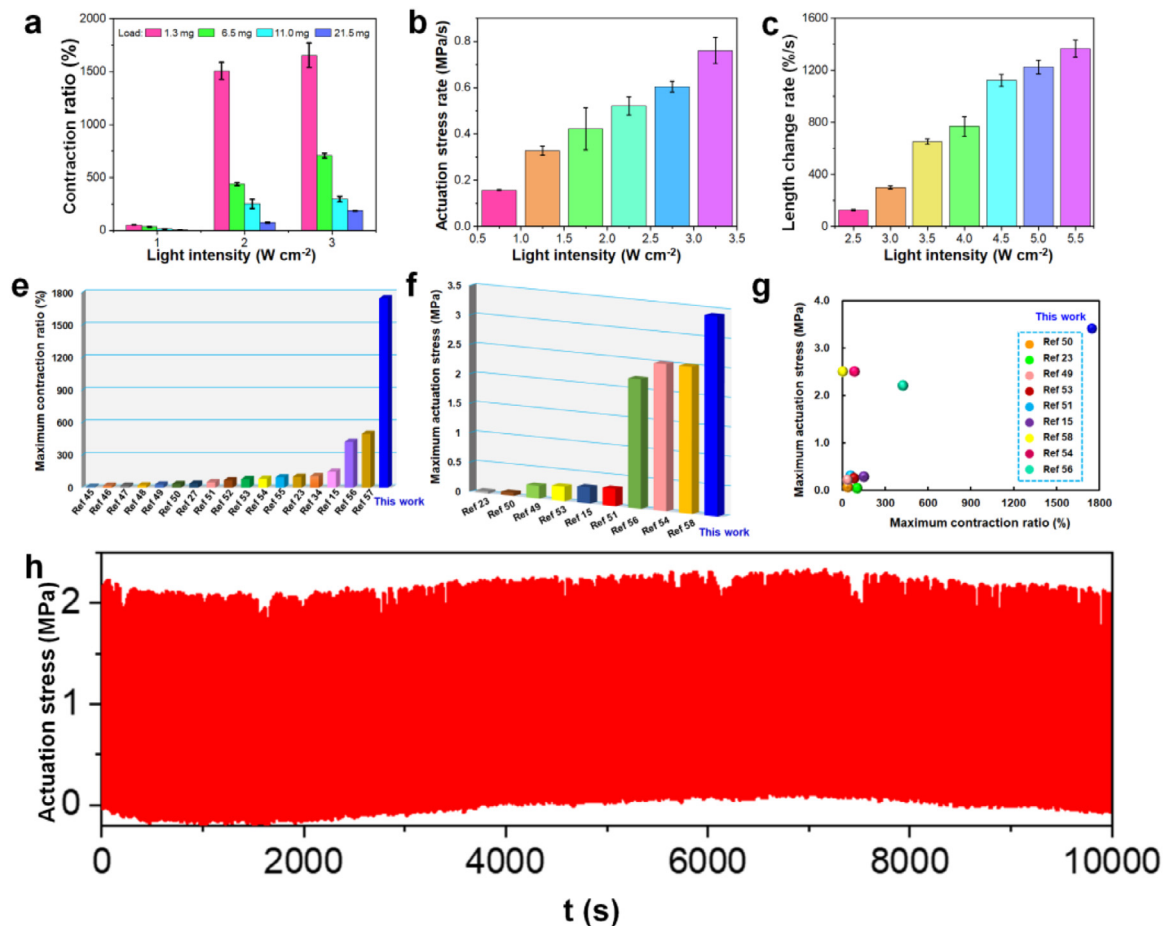 a
Contraction ratio (%)
2000
1500
1000
500
0
Load: 1.3 mg 6.5 mg 11.0 mg 21.5 mg
1 2 3
Light intensity (W cm-2)
b
Actuation stress rate (MPa/s)
0.8
0.6
0.4
0.2
0.0
0.5 1.0 1.5 2.0 2.5 3.0 3.5
Light intensity (W cm-2)
c
Length change rate (%/s)
1600
1200
800
400
0
2.5 3.0 3.5 4.0 4.5 5.0 5.5
Light intensity (W cm-2)
e
Maximum contraction ratio (%)
1800
1500
1200
900
600
300
0
Ref 45 Ref 46 Ref 47 Ref 48 Ref 49 Ref 50 Ref 27 Ref 51 Ref 52 Ref 53 Ref 54 Ref 55 Ref 23 Ref 34 Ref 15 Ref 56 Ref 57 This work
f
Maximum actuation stress (MPa)
3.5
3
2.5
2
1.5
1
0.5
0
Ref 23 Ref 50 Ref 49 Ref 53 Ref 15 Ref 51 Ref 56 Ref 54 Ref 58 This work
g
Maximum actuation stress (MPa)
4.0
3.0
2.0
1.0
0.0
This work
Ref 50
Ref 23
Ref 49
Ref 53
Ref 51
Ref 15
Ref 58
Ref 54
Ref 56
0 300 600 900 1200 1500 1800
Maximum contraction ratio (%)
h
Actuation stress (MPa)
2
1
0
0 2000 4000 6000 8000 10000
t (s)